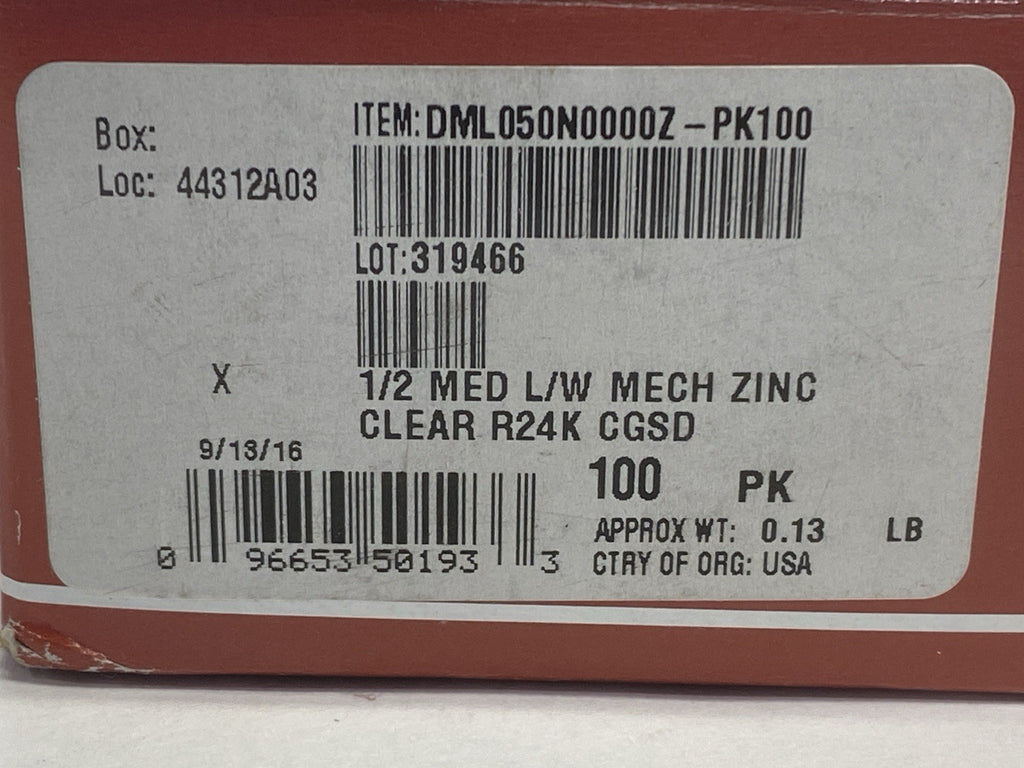 Box:
Loc: 44312A03
ITEM: DML050N0000Z - PK100
LOT: 319466
X
1/2 MED L/W MECH ZINC
CLEAR R24K CGSD
9/13/16
100 PK
APPROX WT: 0.13 LB
CTRY OF ORG: USA
0 96653 50193 3